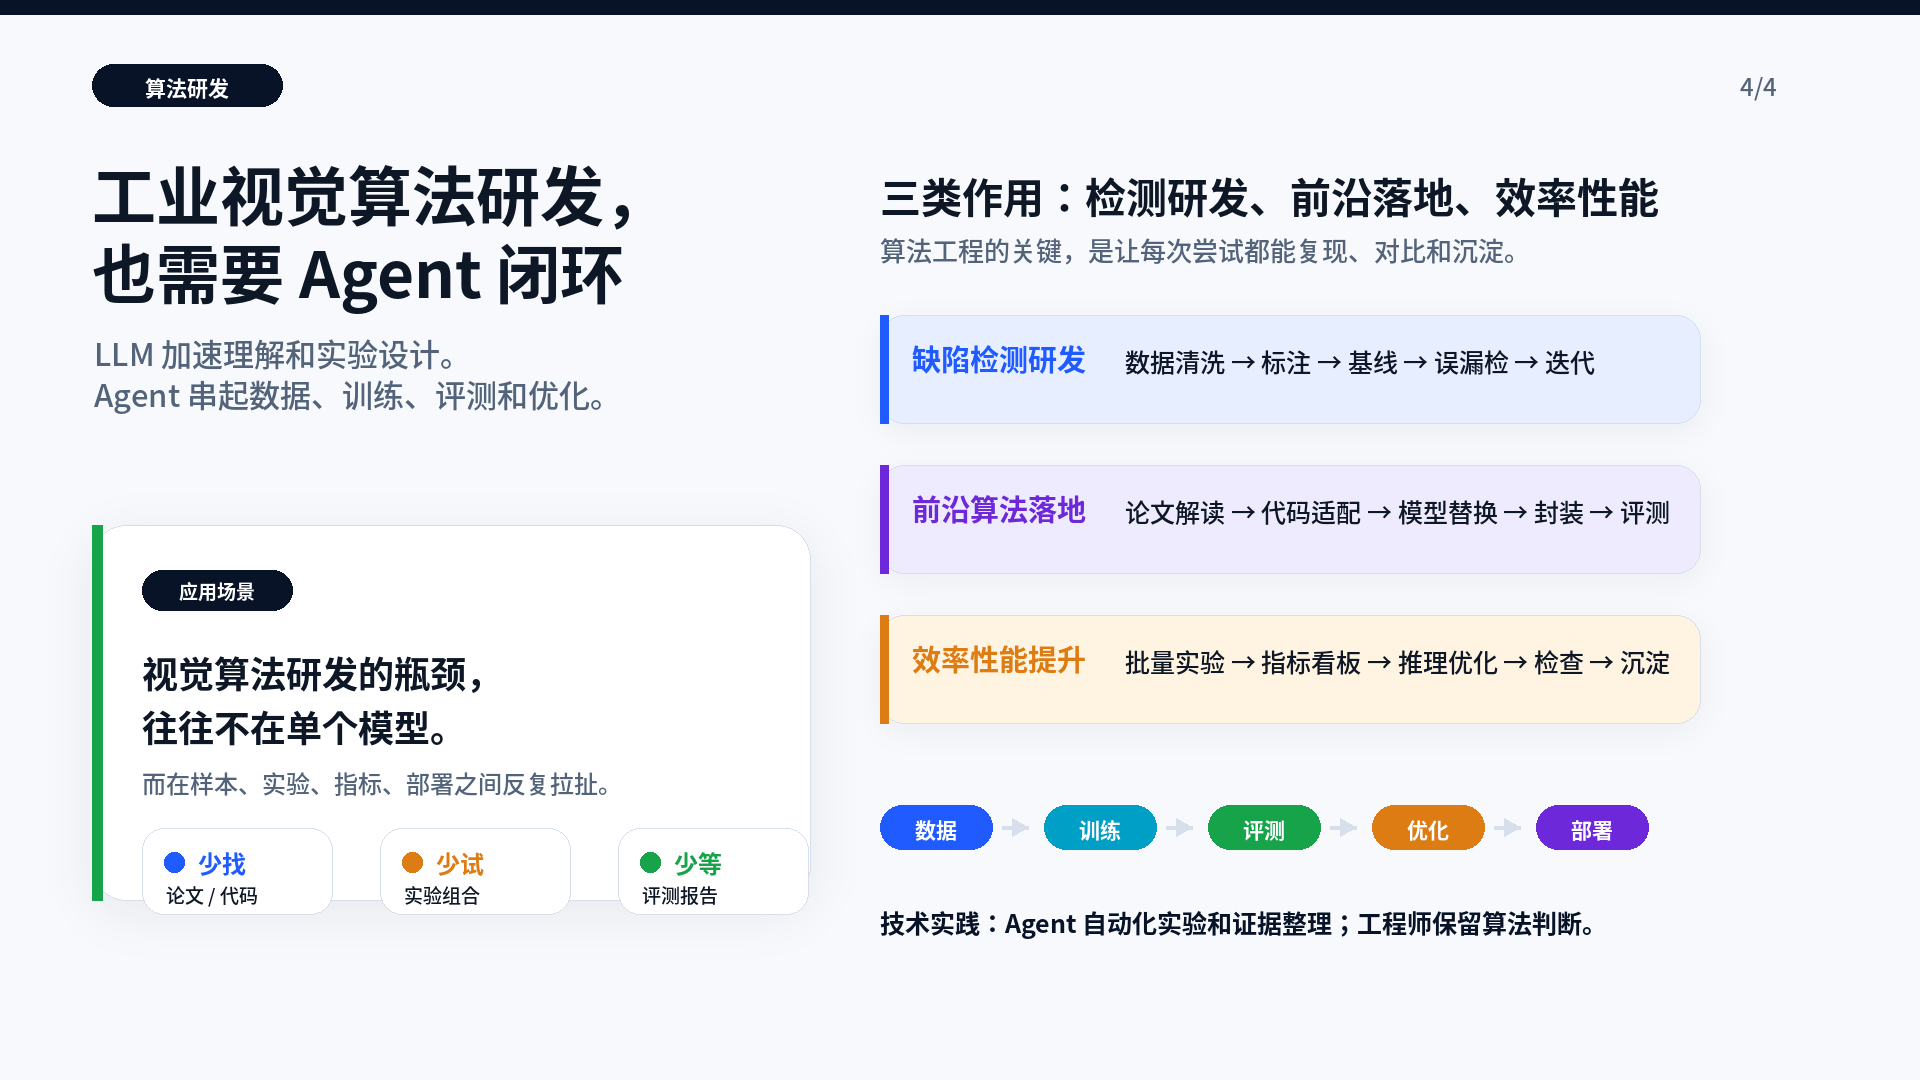 算法研发
4/4
工业视觉算法研发，
也需要 Agent 闭环
LLM 加速理解和实验设计。
Agent 串起数据、训练、评测和优化。
应用场景
视觉算法研发的瓶颈，
往往不在单个模型。
而在样本、实验、指标、部署之间反复拉扯。
少找
论文 / 代码
少试
实验组合
少等
评测报告
三类作用：检测研发、前沿落地、效率性能
算法工程的关键，是让每次尝试都能复现、对比和沉淀。
缺陷检测研发 数据清洗 → 标注 → 基线 → 误漏检 → 迭代
前沿算法落地 论文解读 → 代码适配 → 模型替换 → 封装 → 评测
效率性能提升 批量实验 → 指标看板 → 推理优化 → 检查 → 沉淀
数据 训练 评测 优化 部署
技术实践：Agent 自动化实验和证据整理；工程师保留算法判断。